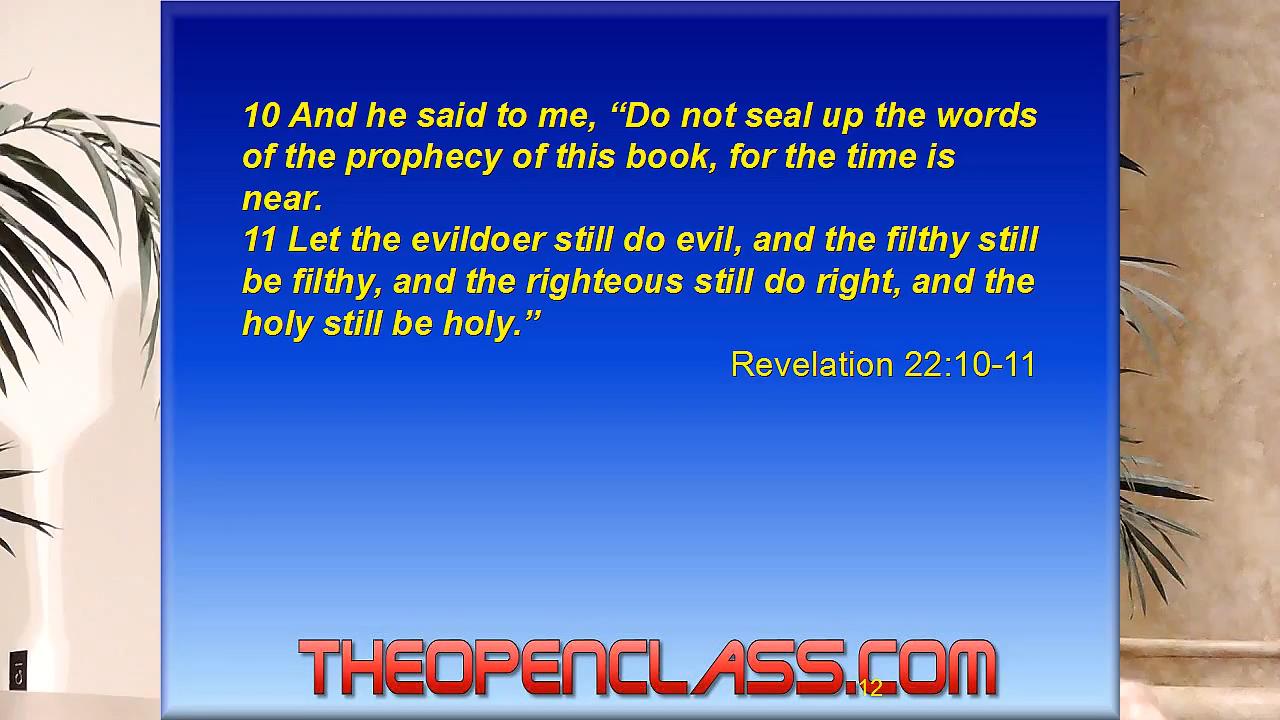 10 And he said to me, “Do not seal up the words
of the prophecy of this book, for the time is
near.
11 Let the evildoer still do evil, and the filthy still
be filthy, and the righteous still do right, and the
holy still be holy.”
Revelation 22:10-11
THEOPENCLASS.COM
12